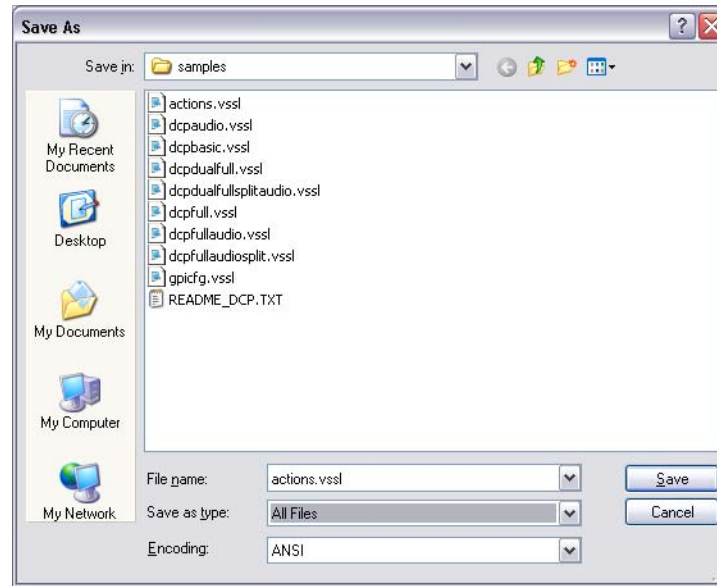 Save As
Save in: samples
My Recent
Documents
Desktop
My Documents
My Computer
My Network
actions.vssl
dcpaudio.vssl
dcpbasic.vssl
dcpdualfull.vssl
dcpdualfullsplitaudio.vssl
dcpfull.vssl
dcpfullaudio.vssl
dcpfullaudiosplit.vssl
gpicfg.vssl
README_DCP.TXT
File name: actions.vssl Save
Save as type: All Files Cancel
Encoding: ANSI